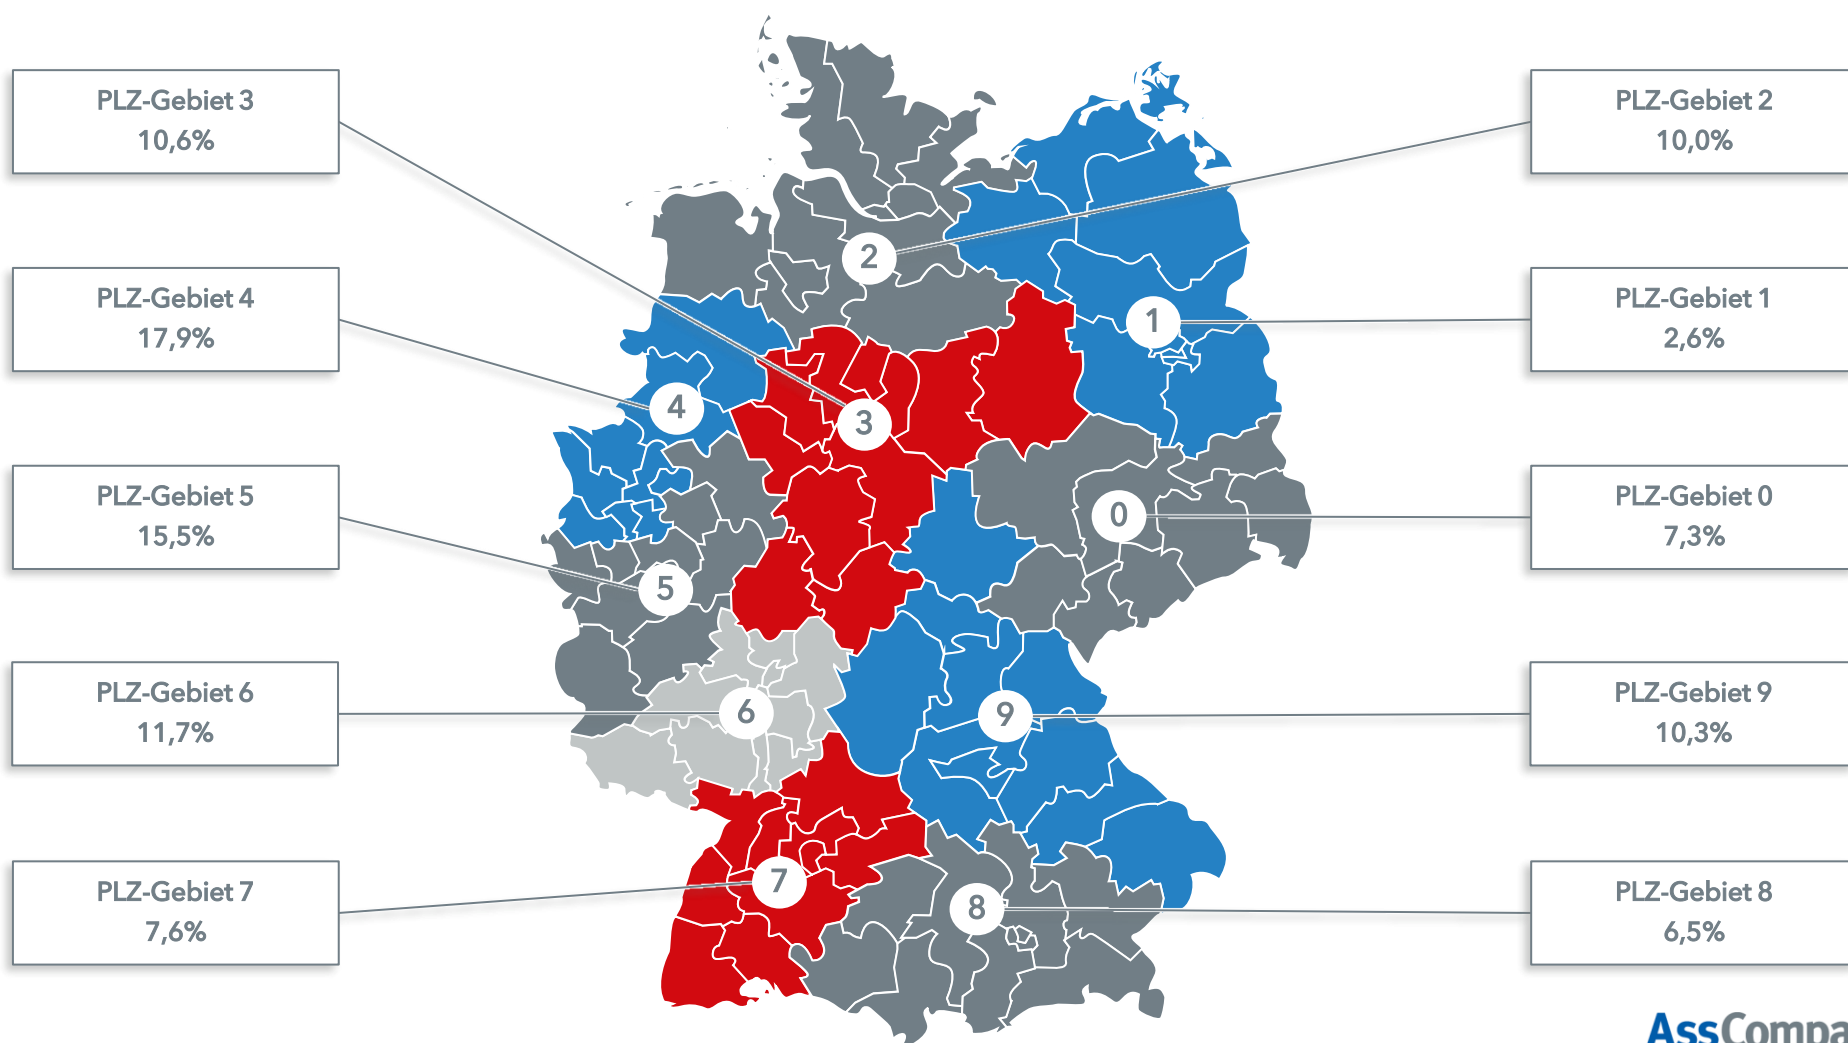 PLZ-Gebiet 3
10,6%
PLZ-Gebiet 4
17,9%
PLZ-Gebiet 5
15,5%
PLZ-Gebiet 6
11,7%
PLZ-Gebiet 7
7,6%
2
1
4
3
0
5
6
9
7
8
PLZ-Gebiet 2
10,0%
PLZ-Gebiet 1
2,6%
PLZ-Gebiet 0
7,3%
PLZ-Gebiet 9
10,3%
PLZ-Gebiet 8
6,5%
AssCompa